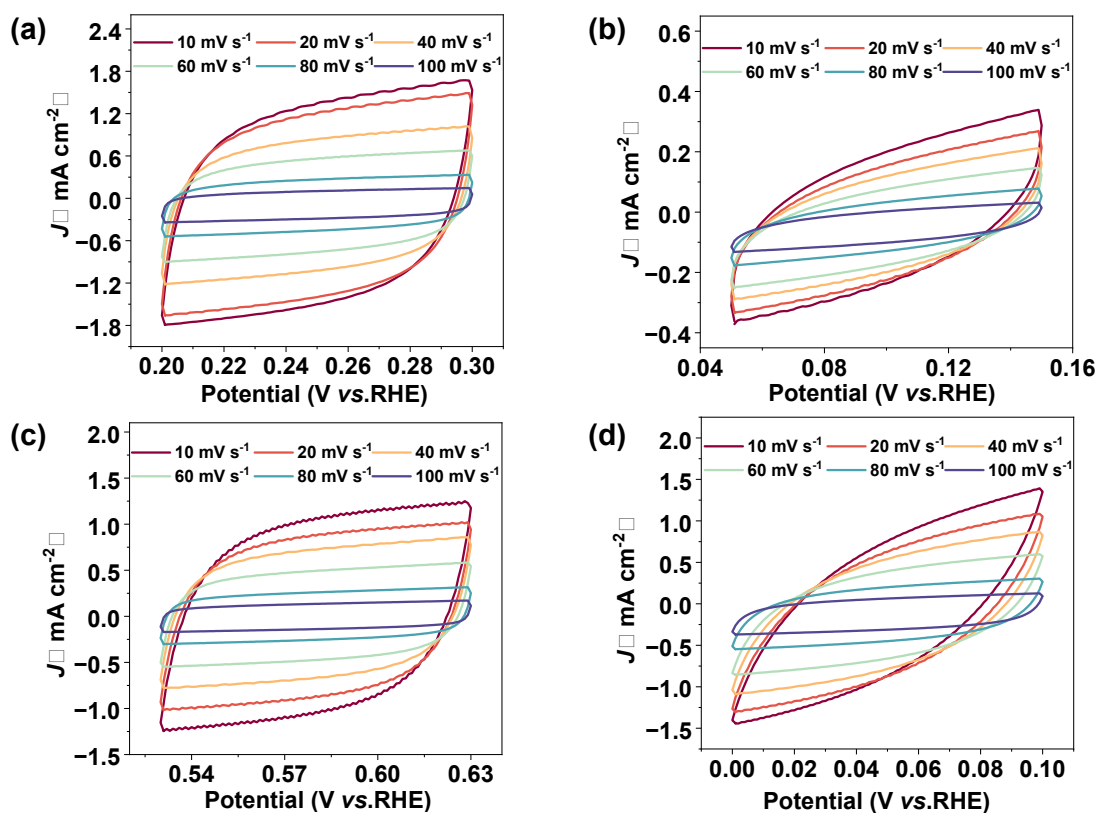 (a)
10 mV s⁻¹ 20 mV s⁻¹ 40 mV s⁻¹
60 mV s⁻¹ 80 mV s⁻¹ 100 mV s⁻¹
2.4
1.8
1.2
0.6
0.0
−0.6
−1.2
−1.8
J□ mA cm⁻²□
0.20 0.22 0.24 0.26 0.28 0.30
Potential (V vs.RHE)
(b)
10 mV s⁻¹ 20 mV s⁻¹ 40 mV s⁻¹
60 mV s⁻¹ 80 mV s⁻¹ 100 mV s⁻¹
0.6
0.4
0.2
0.0
−0.2
−0.4
J□ mA cm⁻²□
0.04 0.08 0.12 0.16
Potential (V vs.RHE)
(c)
10 mV s⁻¹ 20 mV s⁻¹ 40 mV s⁻¹
60 mV s⁻¹ 80 mV s⁻¹ 100 mV s⁻¹
2.0
1.5
1.0
0.5
0.0
−0.5
−1.0
−1.5
J□ mA cm⁻²□
0.54 0.57 0.60 0.63
Potential (V vs.RHE)
(d)
10 mV s⁻¹ 20 mV s⁻¹ 40 mV s⁻¹
60 mV s⁻¹ 80 mV s⁻¹ 100 mV s⁻¹
2.0
1.5
1.0
0.5
0.0
−0.5
−1.0
−1.5
J□ mA cm⁻²□
0.00 0.02 0.04 0.06 0.08 0.10
Potential (V vs.RHE)